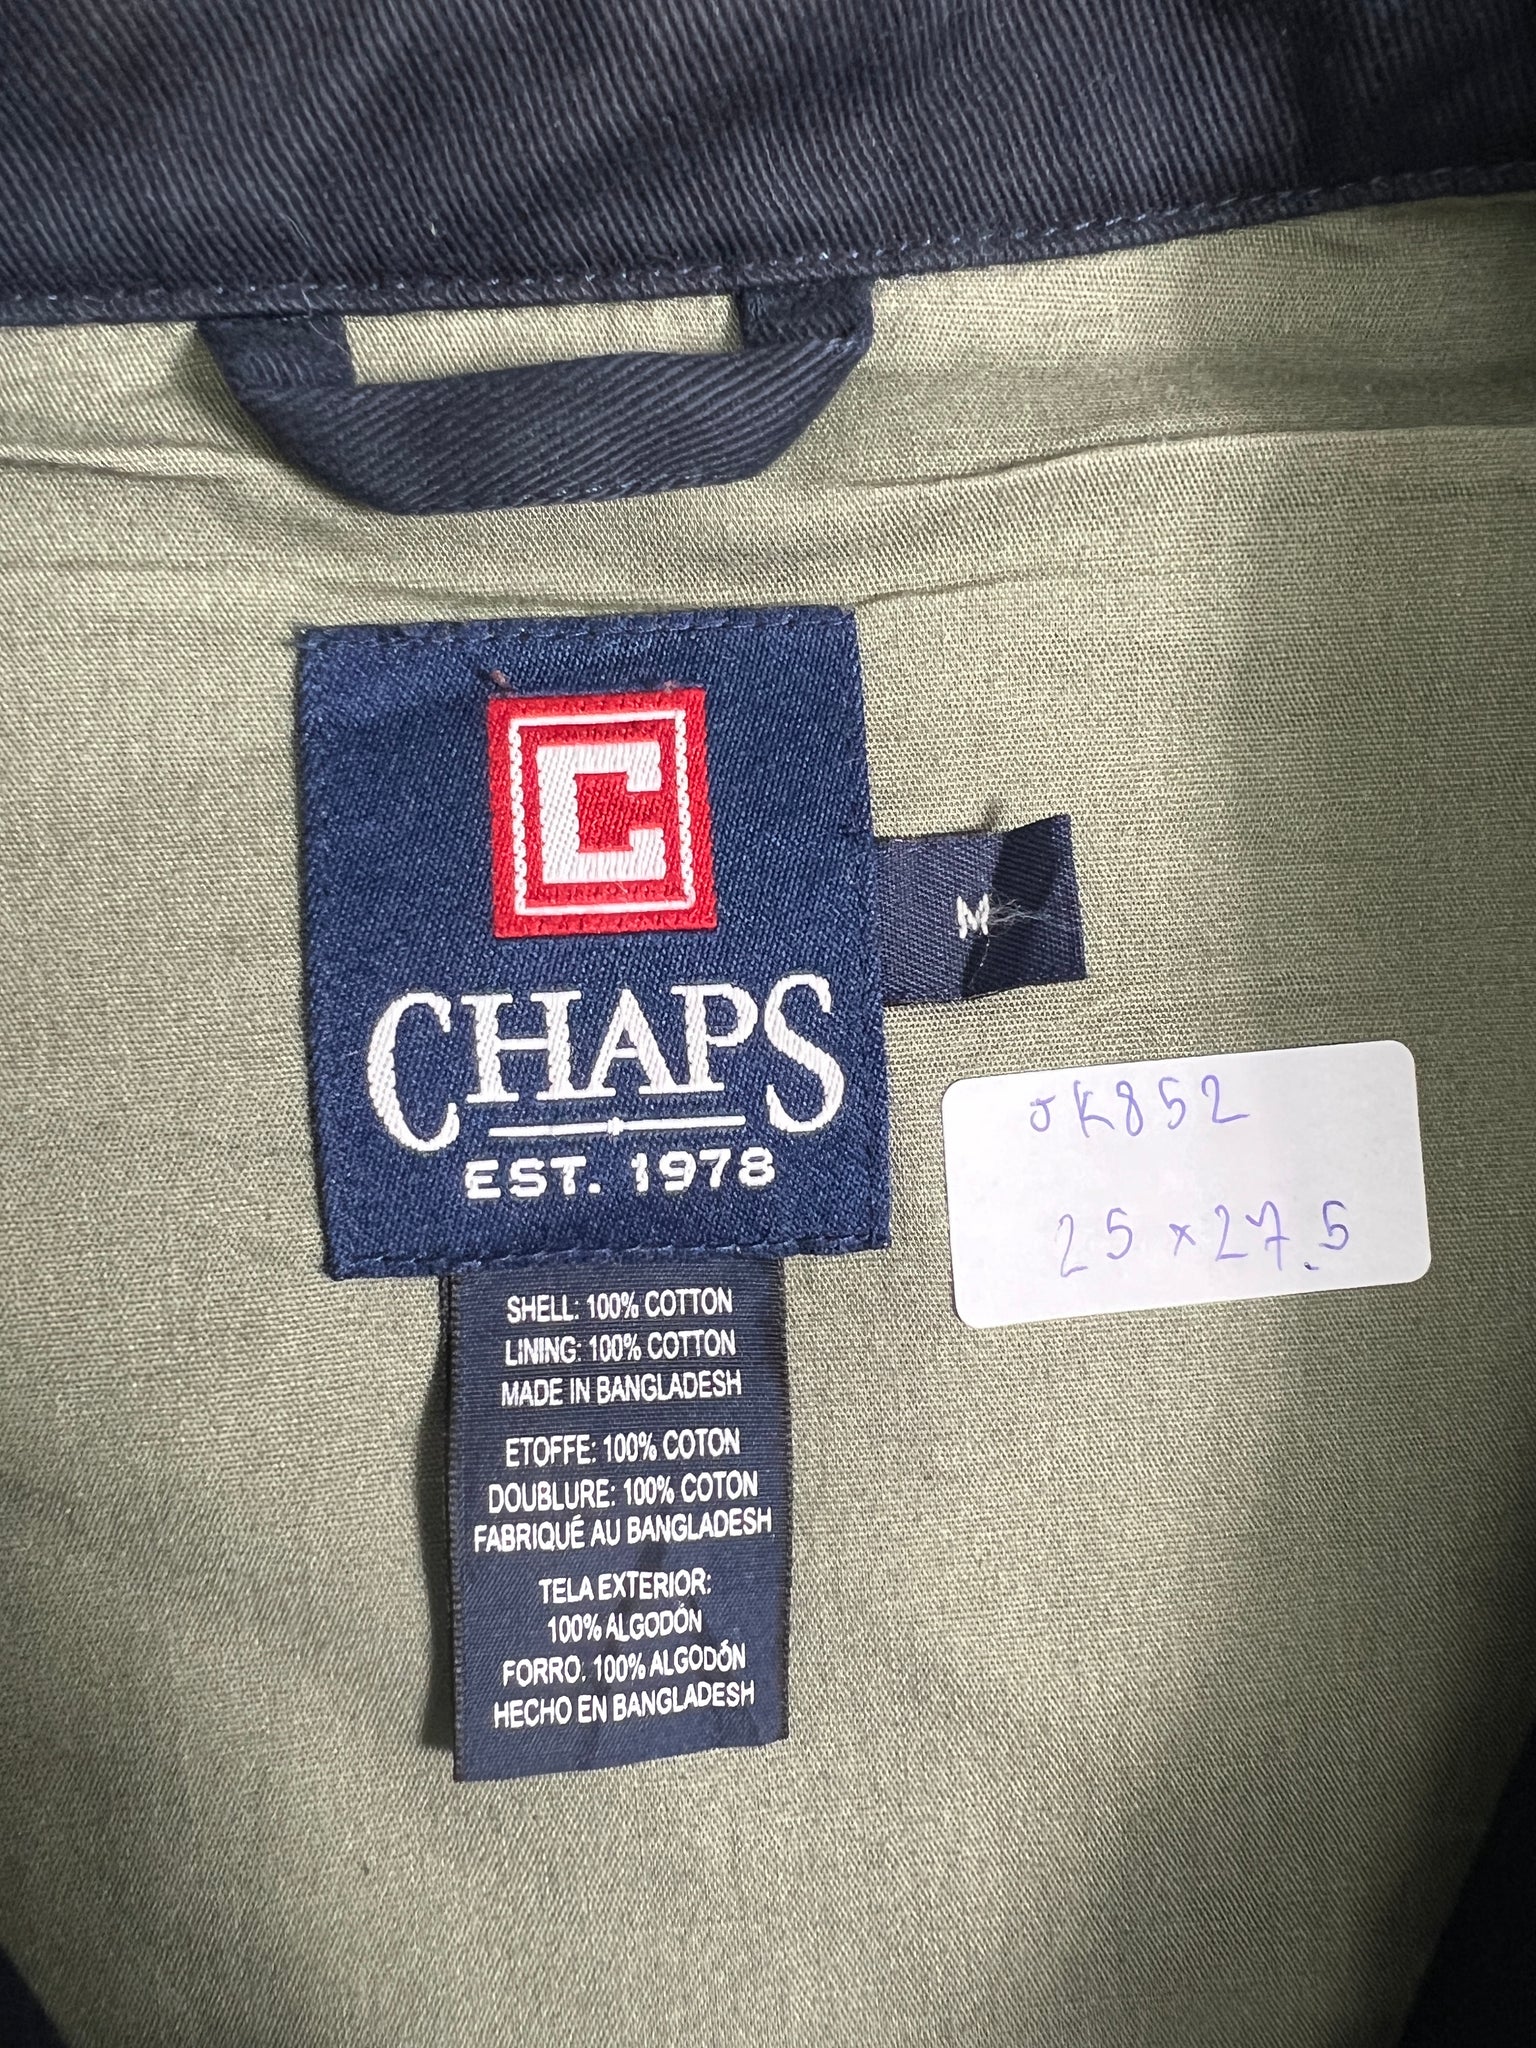 C
CHAPS
EST. 1978
M
JK852
25 x 27.5
SHELL: 100% COTTON
LINING: 100% COTTON
MADE IN BANGLADESH
ETOFFE: 100% COTON
DOUBLURE: 100% COTON
FABRIQUÉ AU BANGLADESH
TELA EXTERIOR:
100% ALGODÓN
FORRO. 100% ALGODÓN
HECHO EN BANGLADESH